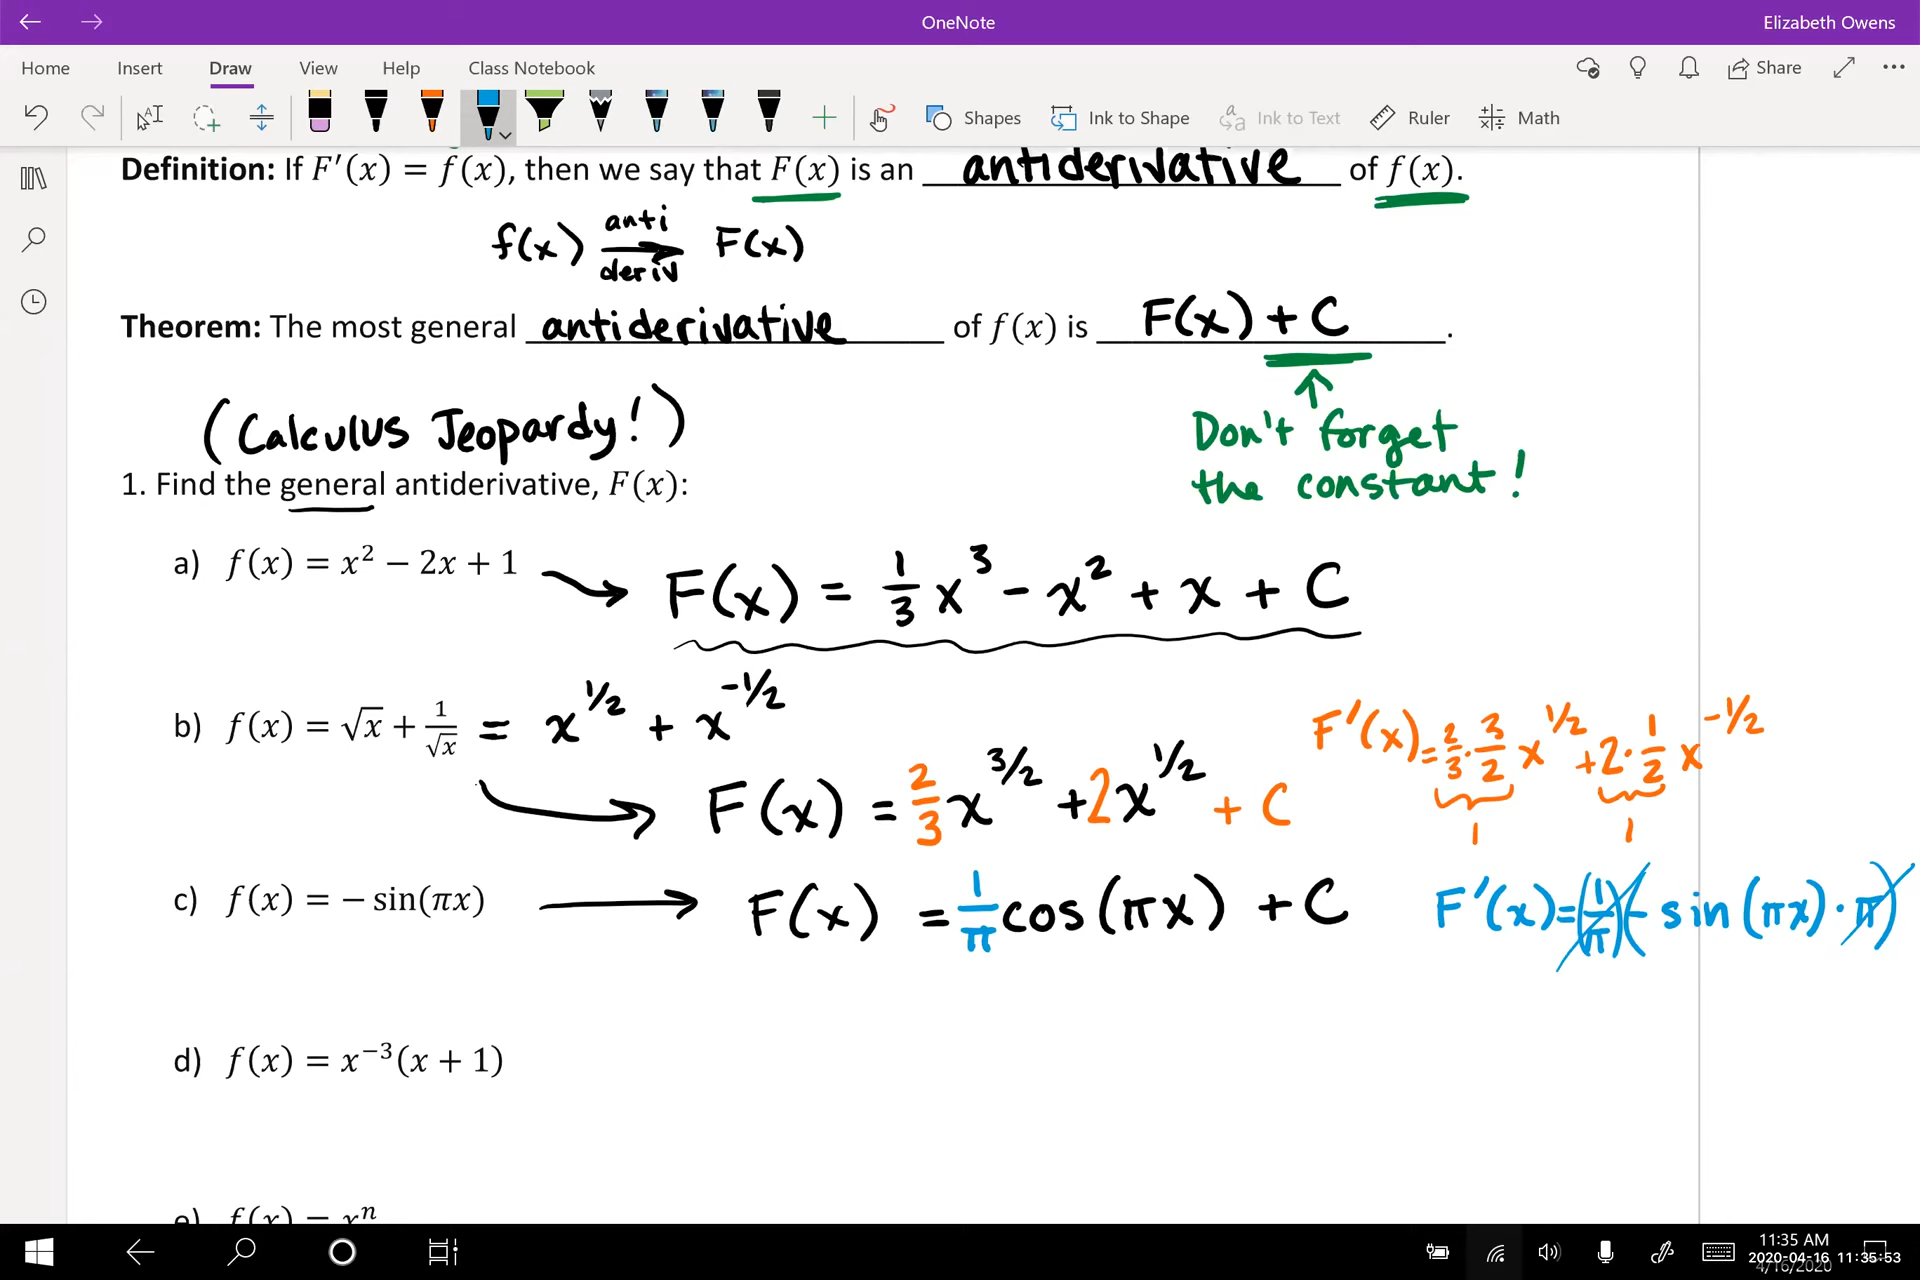 OneNote
Elizabeth Owens
Home Insert Draw View Help Class Notebook
Share
Shapes Ink to Shape Ink to Text Ruler Math
Definition: If F′(x) = f(x), then we say that F(x) is an antiderivative of f(x).
f(x) anti deriv F(x)
Theorem: The most general antiderivative of f(x) is F(x) + C.
(Calculus Jeopardy!)
Don't forget
the constant!
1. Find the general antiderivative, F(x):
a) f(x) = x² − 2x + 1 → F(x) = 1/3 x³ − x² + x + C
b) f(x) = √x + 1/√x = x^1/2 + x^-1/2
F'(x) = 2/3 · 3/2 x^1/2 + 2 · 1/2 x^-1/2
1 1
→ F(x) = 2/3 x^3/2 + 2x^1/2 + C
c) f(x) = − sin(πx) → F(x) = 1/π cos(πx) + C
F'(x) = (1/π)(− sin(πx) · π)
d) f(x) = x⁻³(x + 1)
e) f(x) = xⁿ
11:35 AM
2020-04-16 11:35:53
4/16/2020